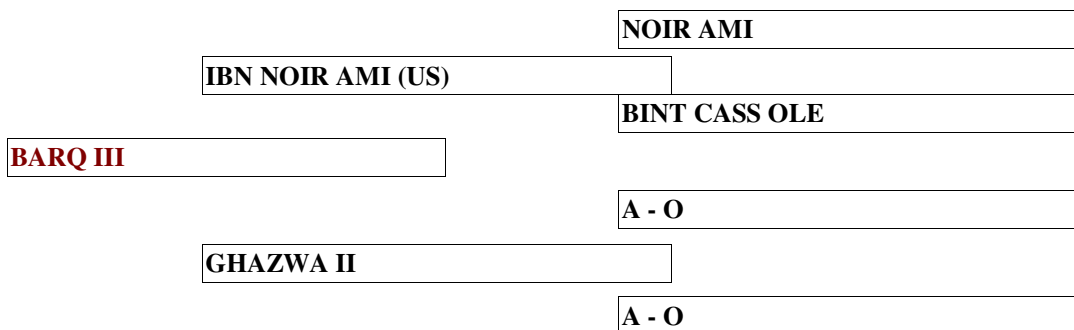 NOIR AMI
IBN NOIR AMI (US)
BINT CASS OLE
BARQ III
A - O
GHAZWA II
A - O